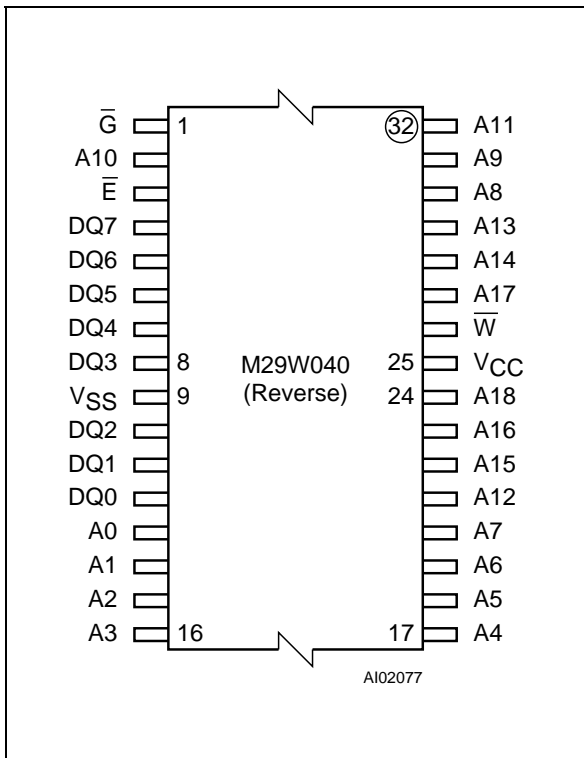 G̅ 1 32 A11
A10 A9
E̅ A8
DQ7 A13
DQ6 A14
DQ5 A17
DQ4 W̅
DQ3 8 M29W040 25 VCC
VSS 9 (Reverse) 24 A18
DQ2 A16
DQ1 A15
DQ0 A12
A0 A7
A1 A6
A2 A5
A3 16 17 A4
AI02077